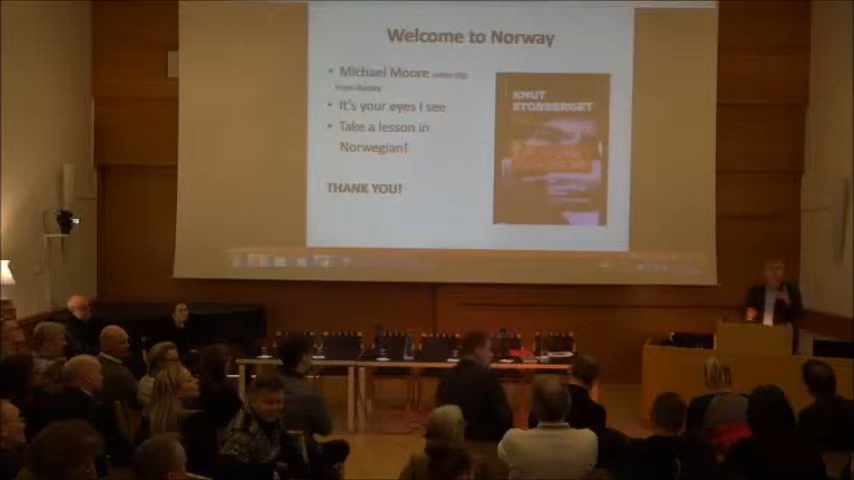 Welcome to Norway
• Michael Moore
• It's your eyes I see
• Take a lesson in
Norwegian!
THANK YOU!
KNUT
STORBERGET